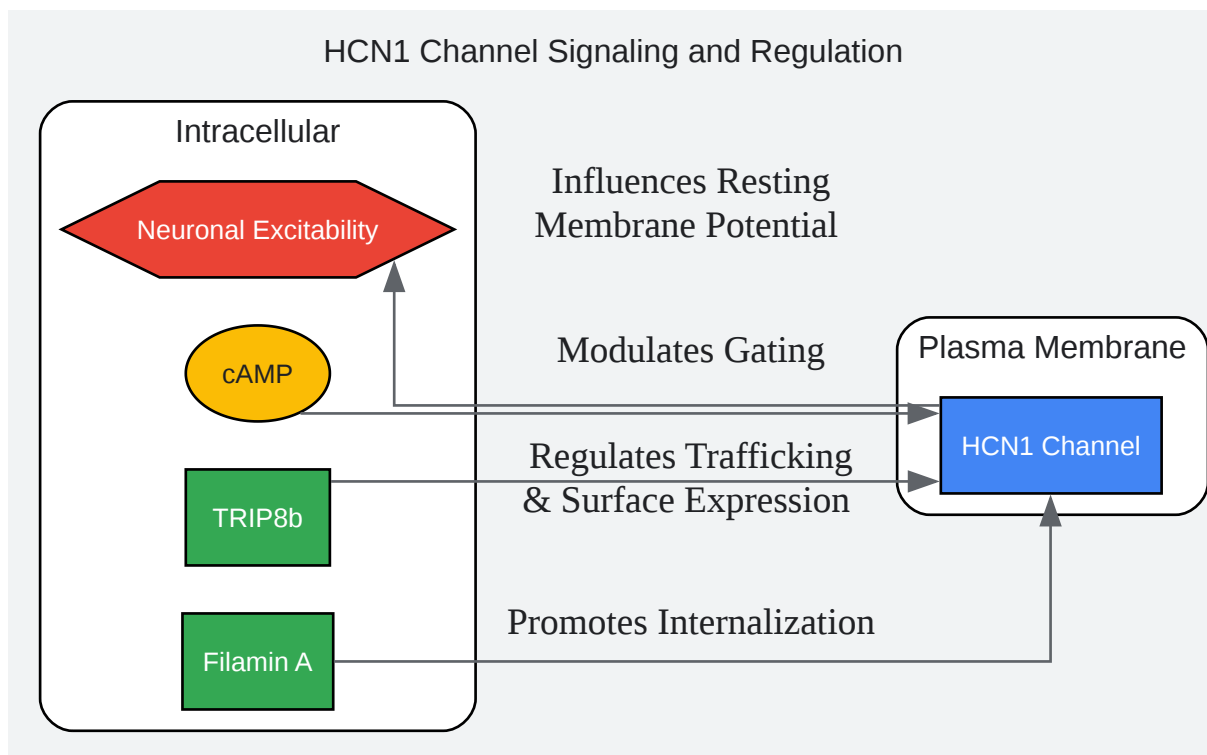 HCN1 Channel Signaling and Regulation
Intracellular
Neuronal Excitability
Influences Resting
Membrane Potential
cAMP
Modulates Gating
Plasma Membrane
HCN1 Channel
TRIP8b
Regulates Trafficking
& Surface Expression
Filamin A
Promotes Internalization